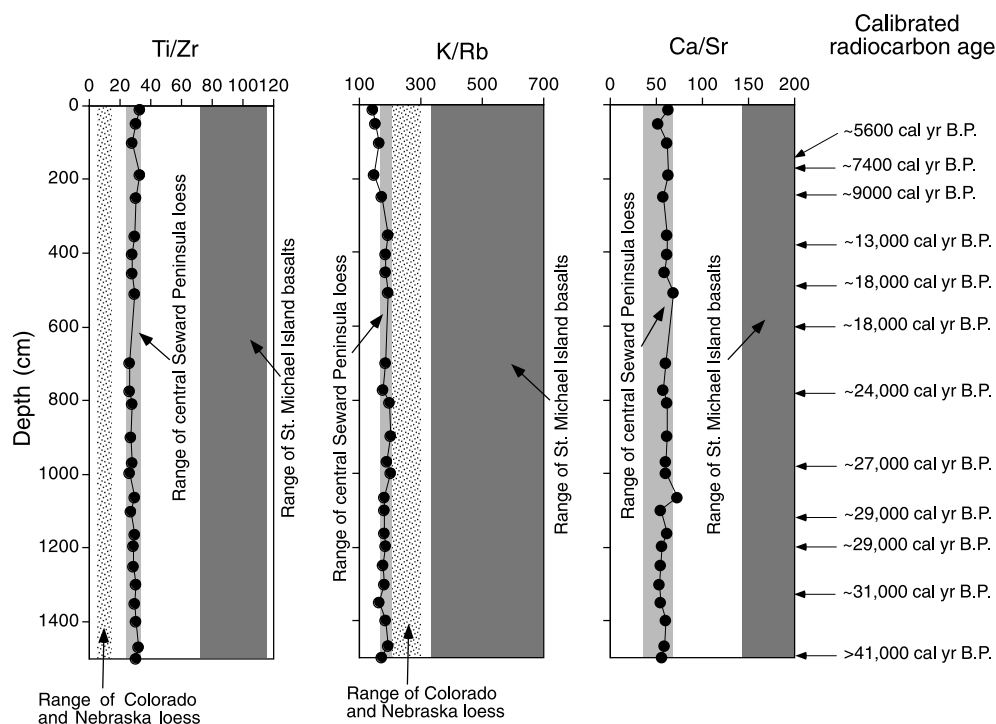 Ti/Zr
0 20 40 60 80 100 120
K/Rb
100 300 500 700
Ca/Sr
0 50 100 150 200
Calibrated
radiocarbon age
Depth (cm)
0
200
400
600
800
1000
1200
1400
Range of central Seward Peninsula loess
Range of St. Michael Island basalts
Range of Colorado
and Nebraska loess
Range of central Seward Peninsula loess
Range of St. Michael Island basalts
Range of Colorado
and Nebraska loess
Range of central Seward Peninsula loess
Range of St. Michael Island basalts
~5600 cal yr B.P.
~7400 cal yr B.P.
~9000 cal yr B.P.
~13,000 cal yr B.P.
~18,000 cal yr B.P.
~18,000 cal yr B.P.
~24,000 cal yr B.P.
~27,000 cal yr B.P.
~29,000 cal yr B.P.
~29,000 cal yr B.P.
~31,000 cal yr B.P.
>41,000 cal yr B.P.